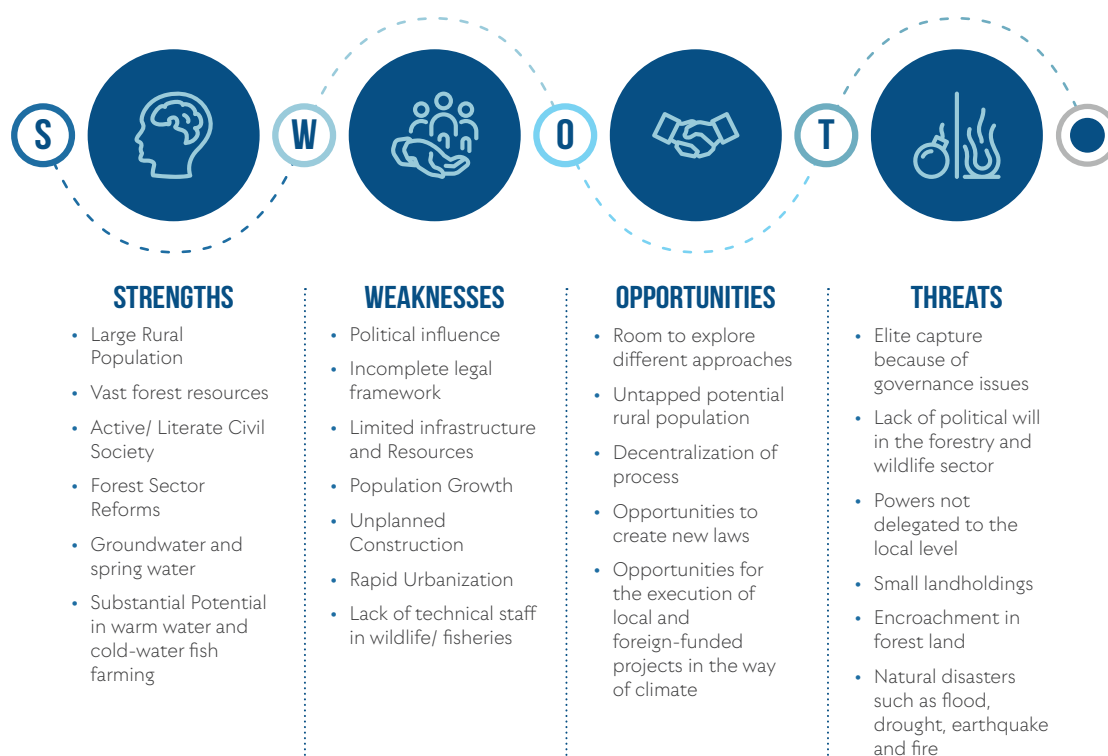 S
W
O
T
STRENGTHS
• Large Rural
Population
• Vast forest resources
• Active/ Literate Civil
Society
• Forest Sector
Reforms
• Groundwater and
spring water
• Substantial Potential
in warm water and
cold-water fish
farming
WEAKNESSES
• Political influence
• Incomplete legal
framework
• Limited infrastructure
and Resources
• Population Growth
• Unplanned
Construction
• Rapid Urbanization
• Lack of technical staff
in wildlife/ fisheries
OPPORTUNITIES
• Room to explore
different approaches
• Untapped potential
rural population
• Decentralization of
process
• Opportunities to
create new laws
• Opportunities for
the execution of
local and
foreign-funded
projects in the way
of climate
THREATS
• Elite capture
because of
governance issues
• Lack of political will
in the forestry and
wildlife sector
• Powers not
delegated to the
local level
• Small landholdings
• Encroachment in
forest land
• Natural disasters
such as flood,
drought, earthquake
and fire